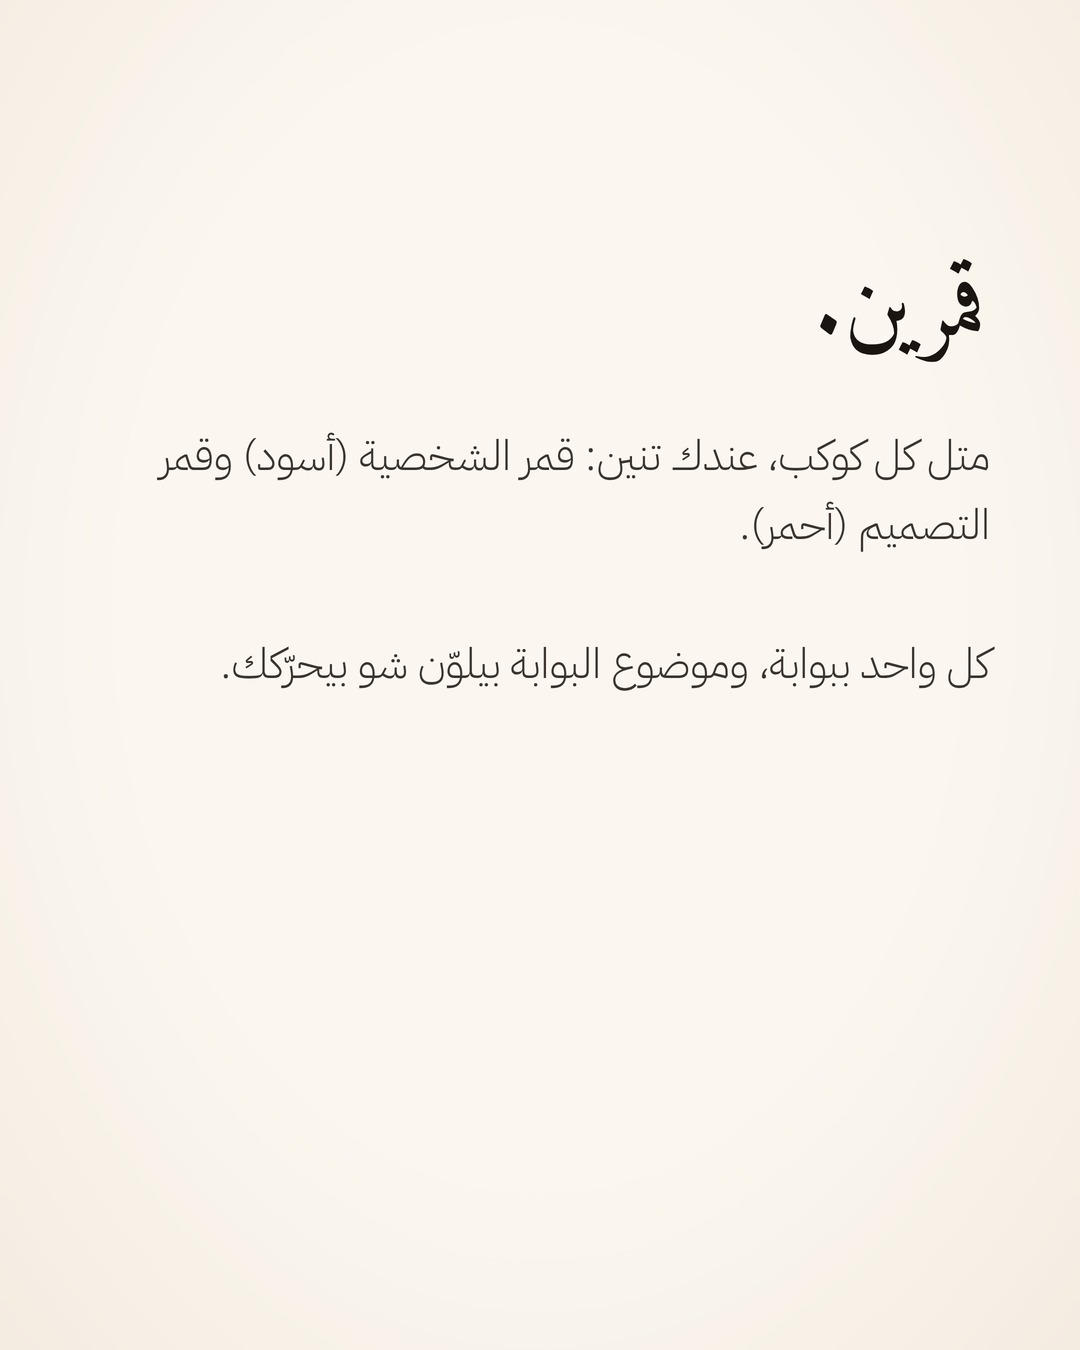 قمرين.
متل كل كوكب، عندك تنين: قمر الشخصية (أسود) وقمر
التصميم (أحمر).
كل واحد ببوابة، وموضوع البوابة بيلوّن شو بيحرّكك.